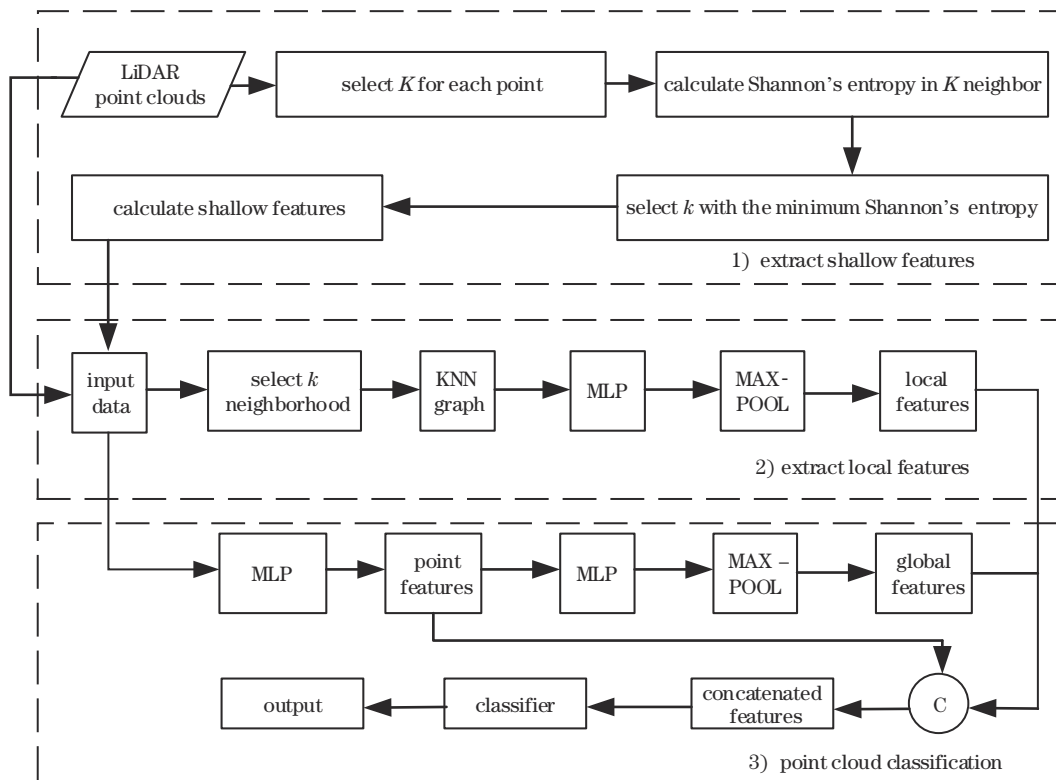 LiDAR
point clouds
select K for each point
calculate Shannon's entropy in K neighbor
calculate shallow features
select k with the minimum Shannon's entropy
1) extract shallow features
input
data
select k
neighborhood
KNN
graph
MLP
MAX-
POOL
local
features
2) extract local features
MLP
point
features
MLP
MAX –
POOL
global
features
output
classifier
concatenated
features
C
3) point cloud classification